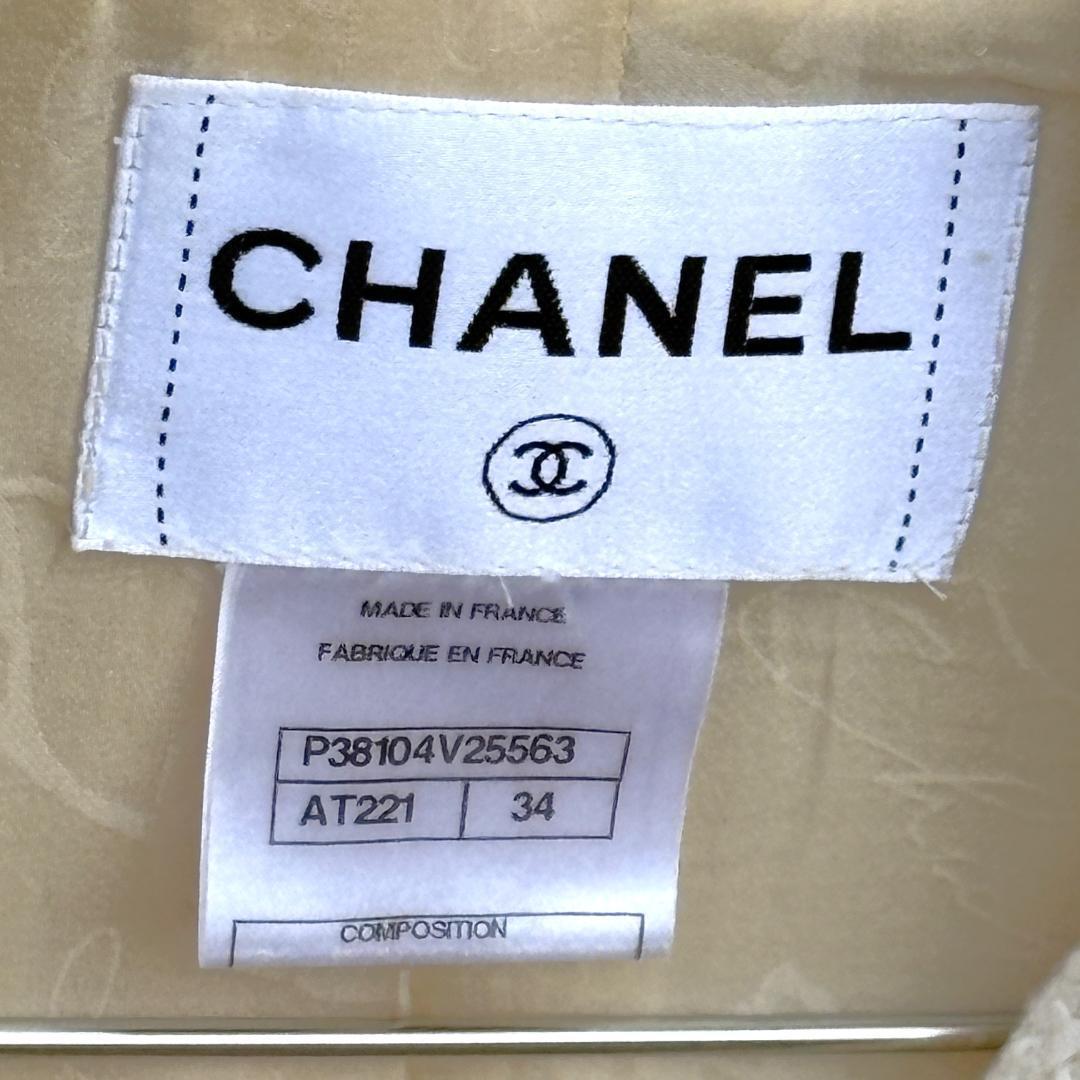 CHANEL
MADE IN FRANCE
FABRIQUE EN FRANCE
P38104V25563
AT221 34
COMPOSITION